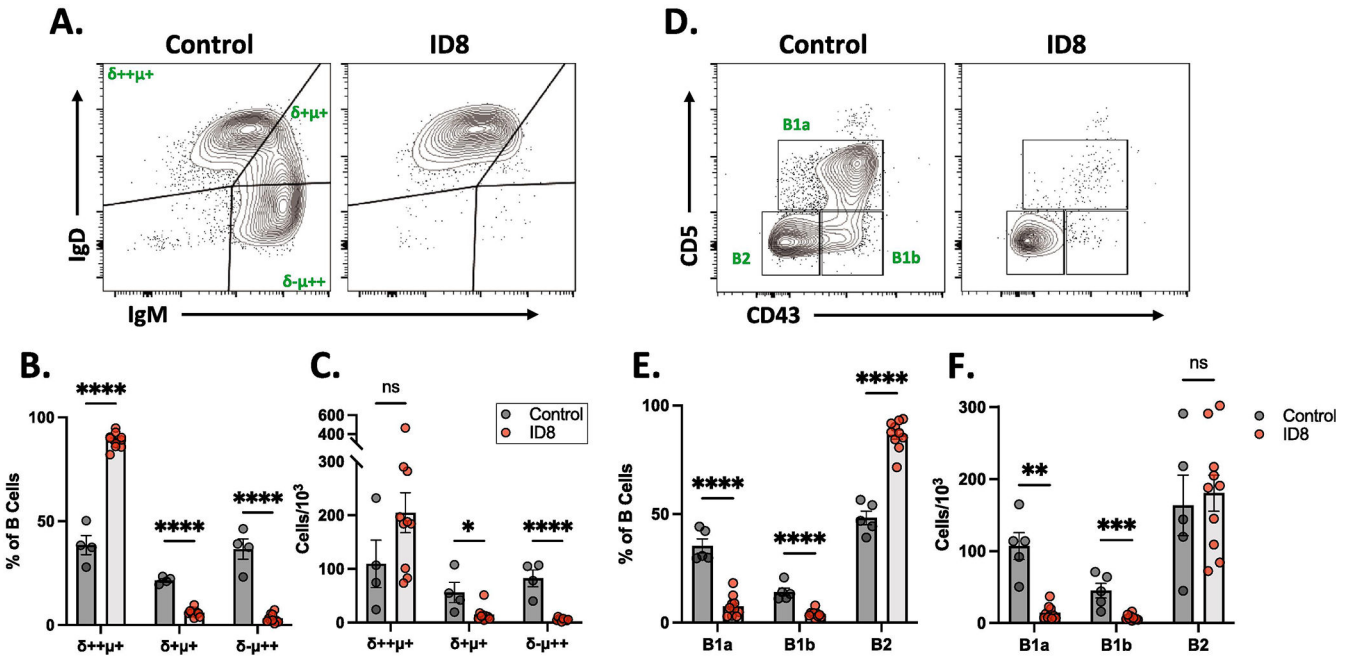 A.
Control
ID8
δ++μ+
δ+μ+
δ-μ++
IgD
IgM
D.
Control
ID8
B1a
B2
B1b
CD5
CD43
B.
****
****
****
100
50
0
% of B Cells
δ++μ+
δ+μ+
δ-μ++
C.
ns
*
****
600
400
300
200
100
0
Cells/10³
Control
ID8
δ++μ+
δ+μ+
δ-μ++
E.
****
****
****
100
50
0
% of B Cells
B1a
B1b
B2
F.
**
***
ns
300
200
100
0
Cells/10³
Control
ID8
B1a
B1b
B2